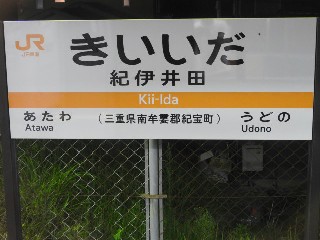 JR
JR東海
きいいだ
紀伊井田
Kii-Ida
あたわ
Atawa
(三重県南牟婁郡紀宝町)
うどの
Udono